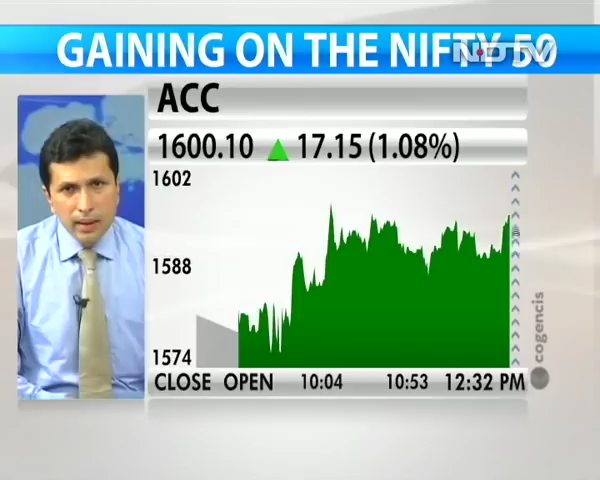 GAINING ON THE NIFTY 50
NDTV
ACC
1600.10 ▲ 17.15 (1.08%)
1602
1588
1574
CLOSE OPEN 10:04 10:53 12:32 PM
cogencis